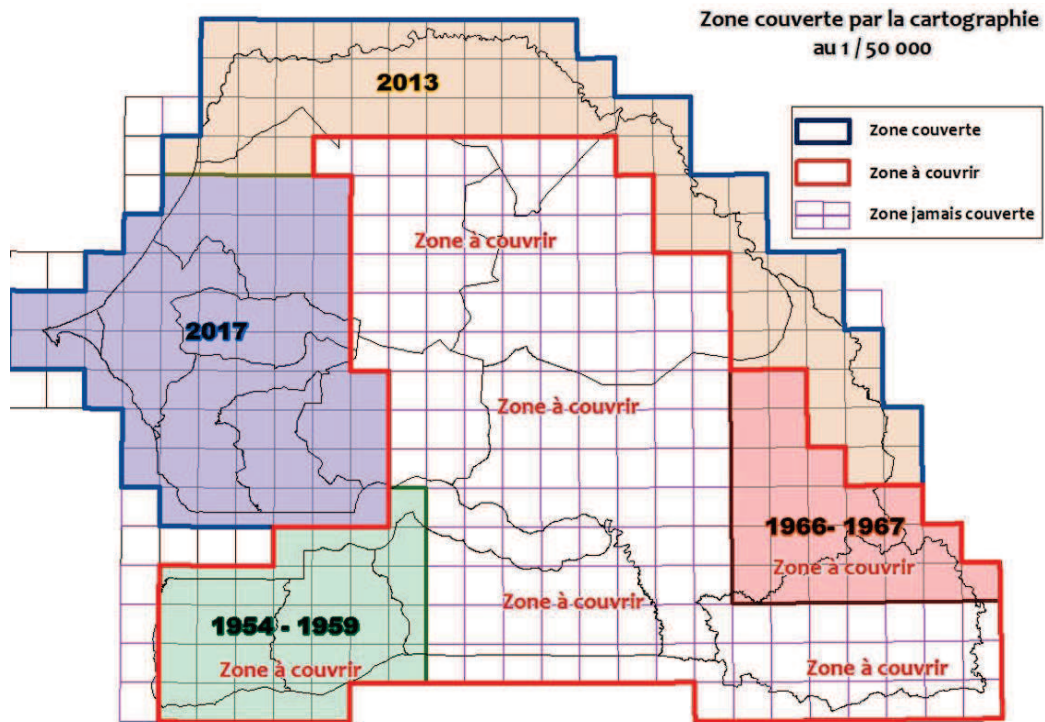 Zone couverte par la cartographie
au 1 / 50 000
2013
Zone couverte
Zone à couvrir
Zone jamais couverte
Zone à couvrir
2017
Zone à couvrir
1966- 1967
Zone à couvrir
Zone à couvrir
1954 - 1959
Zone à couvrir
Zone à couvrir